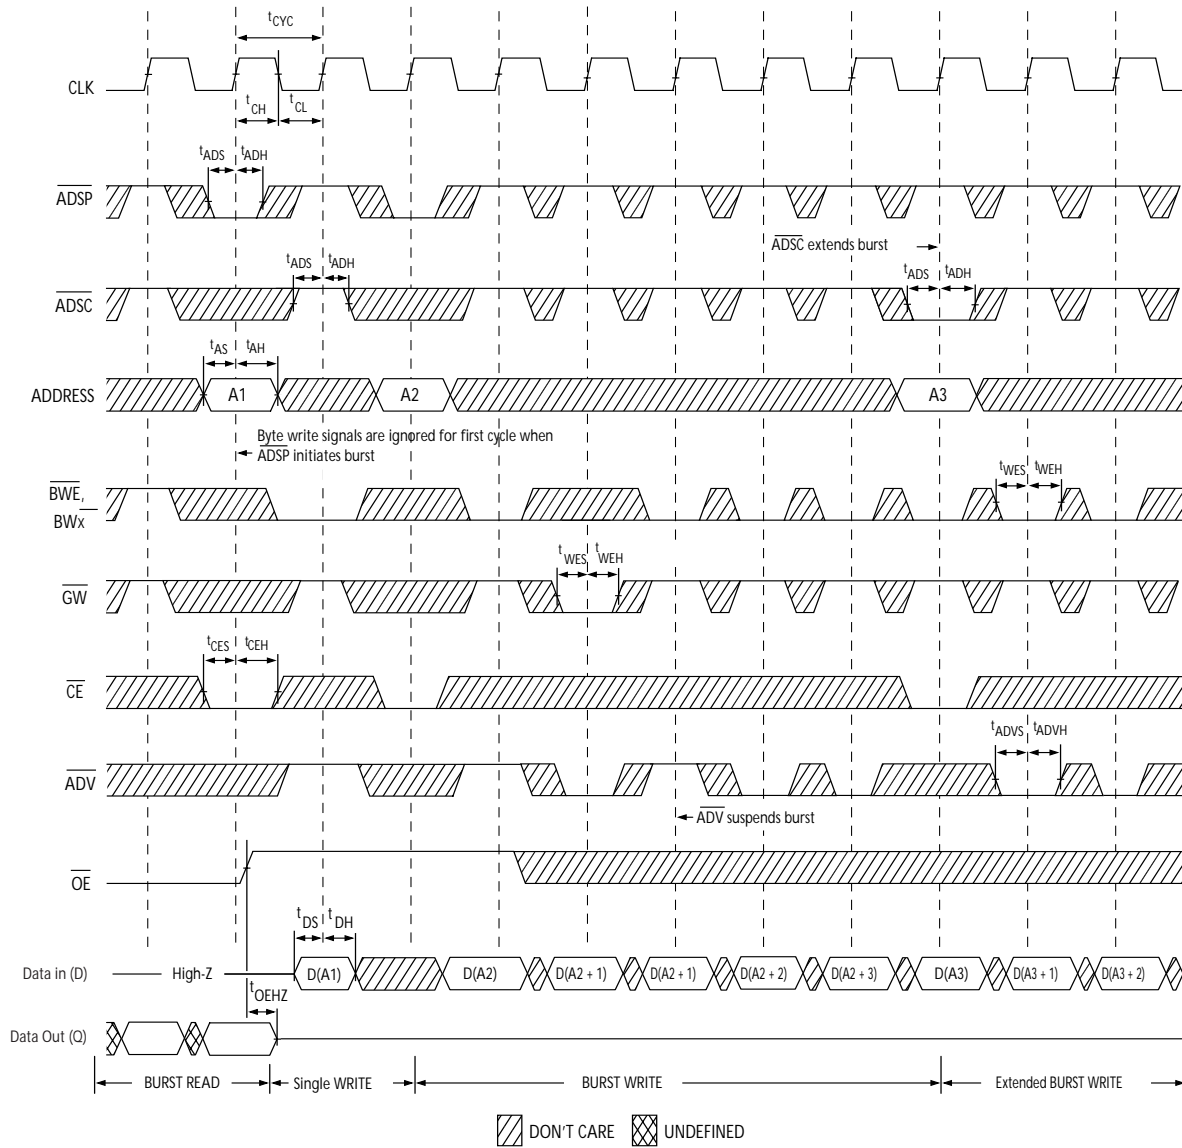 tCYC
CLK
tCH
tCL
tADS tADH
ADSP
ADSC extends burst
tADS tADH
tADS tADH
ADSC
tAS tAH
ADDRESS
A1
A2
A3
Byte write signals are ignored for first cycle when
ADSP initiates burst
tWES tWEH
BWE,
BWx
tWES tWEH
GW
tCES tCEH
CE
tADVS tADVH
ADV
ADV suspends burst
OE
tDS tDH
Data in (D)
High-Z
D(A1)
D(A2)
D(A2 + 1)
D(A2 + 1)
D(A2 + 2)
D(A2 + 3)
D(A3)
D(A3 + 1)
D(A3 + 2)
tOEHZ
Data Out (Q)
BURST READ
Single WRITE
BURST WRITE
Extended BURST WRITE
DON'T CARE
UNDEFINED